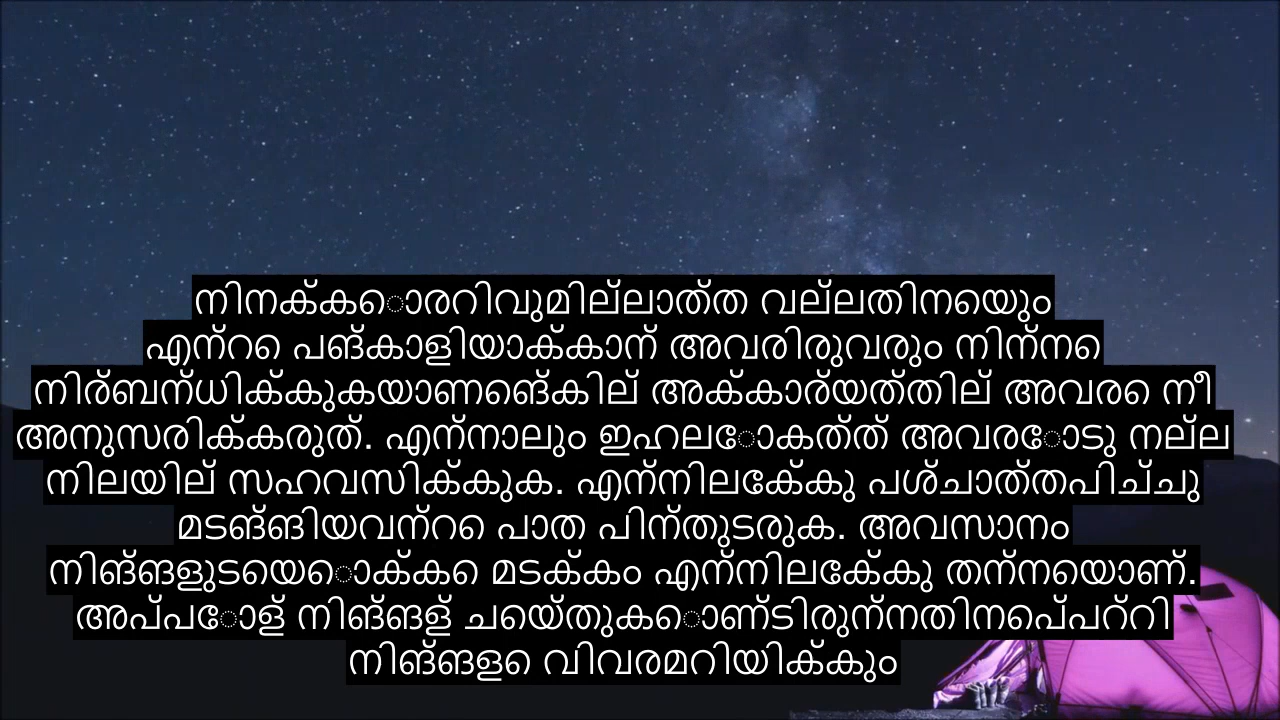 നിനക്കൊരറിവുമില്ലാത്ത വല്ലതിനെയും
എന്റെ പങ്കാളിയാക്കാന് അവരിരുവരും നിന്നെ
നിര്ബന്ധിക്കുകയാണെങ്കില് അക്കാര്യത്തില് അവരെ നീ
അനുസരിക്കരുത്. എന്നാലും ഇഹലോകത്ത് അവരോടു നല്ല
നിലയില് സഹവസിക്കുക. എന്നിലേക്കു പശ്ചാത്തപിച്ചു
മടങ്ങിയവന്റെ പാത പിന്തുടരുക. അവസാനം
നിങ്ങളുടെയൊക്കെ മടക്കം എന്നിലേക്കു തന്നെയാണ്.
അപ്പോള് നിങ്ങള് ചെയ്തുകൊണ്ടിരുന്നതിനെപ്പറ്റി
നിങ്ങളെ വിവരമറിയിക്കും